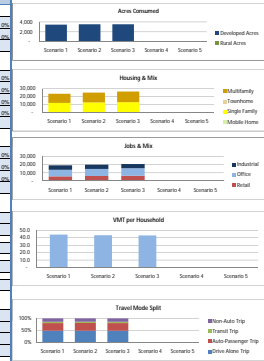 Acres Consumed
4,000
2,000
-
Developed Acres
Rural Acres
Scenario 1 Scenario 2 Scenario 3 Scenario 4 Scenario 5
Housing & Mix
30,000
20,000
10,000
-
Multifamily
Townhome
Single Family
Mobile Home
Scenario 1 Scenario 2 Scenario 3 Scenario 4 Scenario 5
Jobs & Mix
30,000
20,000
10,000
-
Industrial
Office
Retail
Scenario 1 Scenario 2 Scenario 3 Scenario 4 Scenario 5
VMT per Household
50.0
40.0
30.0
20.0
10.0
-
Scenario 1 Scenario 2 Scenario 3 Scenario 4 Scenario 5
Travel Mode Split
100%
50%
0%
Non-Auto Trip
Transit Trip
Auto-Passenger Trip
Drive Alone Trip
Scenario 1 Scenario 2 Scenario 3 Scenario 4 Scenario 5